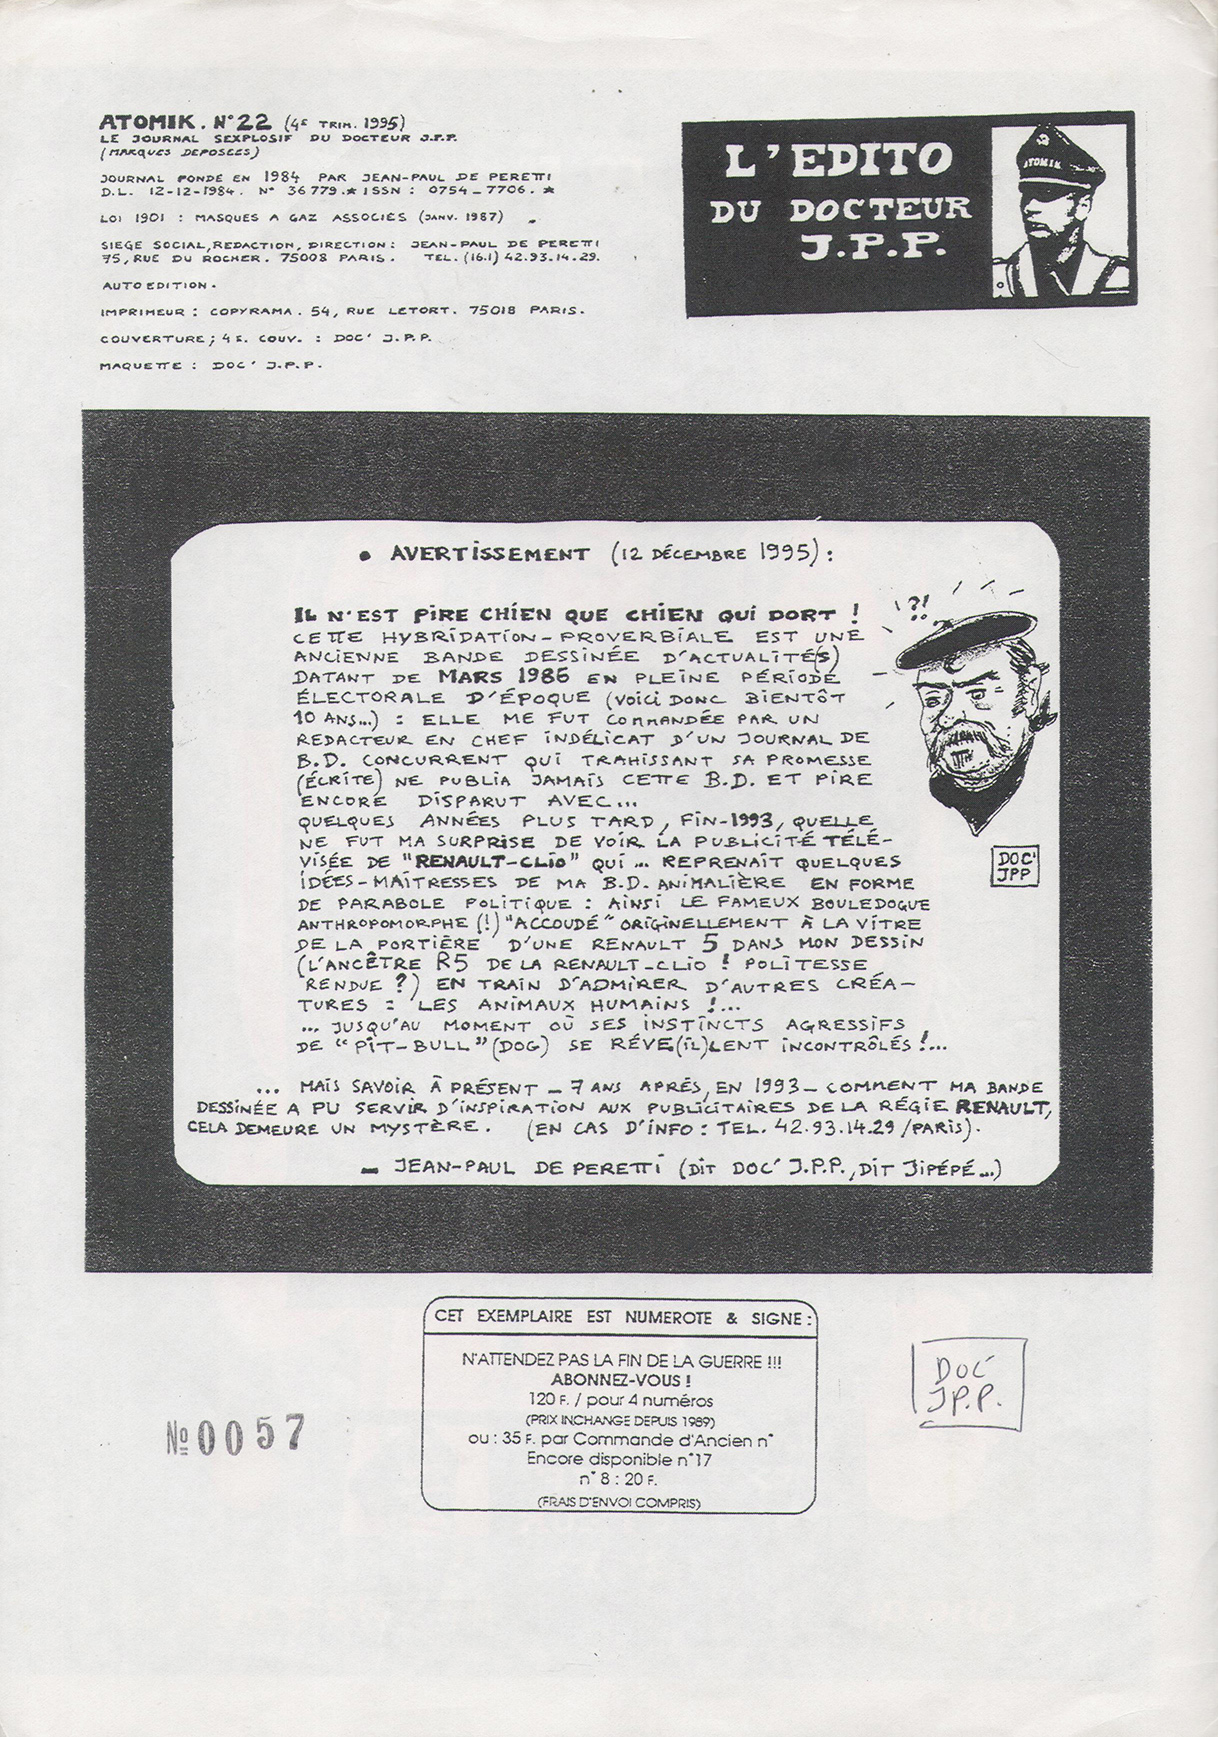 ATOMIK. N°22 (4E TRIM. 1995)
LE JOURNAL SEXPLOSIF DU DOCTEUR J.P.P.
(MARQUES DEPOSEES)
JOURNAL FONDE EN 1984 PAR JEAN-PAUL DE PERETTI
D.L. 12-12-1984. N° 36779.* ISSN : 0754-7706. *
LOI 1901 : MASQUES A GAZ ASSOCIES (JANV. 1987)
SIEGE SOCIAL, REDACTION, DIRECTION : JEAN-PAUL DE PERETTI
75, RUE DU ROCHER. 75008 PARIS. TEL. (16.1) 42.93.14.29.
AUTOEDITION.
IMPRIMEUR : COPYRAMA. 54, RUE LETORT. 75018 PARIS.
COUVERTURE ; 4E. COUV. : DOC' J.P.P.
MAQUETTE : DOC' J.P.P.
L'EDITO
DU DOCTEUR
J.P.P.
ATOMIK
• AVERTISSEMENT (12 DÉCEMBRE 1995) :
IL N'EST PIRE CHIEN QUE CHIEN QUI DORT !
CETTE HYBRIDATION-PROVERBIALE EST UNE
ANCIENNE BANDE DESSINÉE D'ACTUALITÉ(S)
DATANT DE MARS 1986 EN PLEINE PÉRIODE
ÉLECTORALE D'ÉPOQUE (VOICI DONC BIENTÔT
10 ANS...) : ELLE ME FUT COMMANDÉE PAR UN
REDACTEUR EN CHEF INDÉLICAT D'UN JOURNAL DE
B.D. CONCURRENT QUI TRAHISSANT SA PROMESSE
(ÉCRITE) NE PUBLIA JAMAIS CETTE B.D. ET PIRE
ENCORE DISPARUT AVEC...
QUELQUES ANNÉES PLUS TARD, FIN-1993, QUELLE
NE FUT MA SURPRISE DE VOIR LA PUBLICITÉ TÉLÉ-
VISÉE DE "RENAULT-CLIO" QUI ... REPRENAIT QUELQUES
IDÉES-MAÎTRESSES DE MA B.D. ANIMALIÈRE EN FORME
DE PARABOLE POLITIQUE : AINSI LE FAMEUX BOULEDOGUE
ANTHROPOMORPHE (!) "ACCOUDÉ" ORIGINELLEMENT À LA VITRE
DE LA PORTIÈRE D'UNE RENAULT 5 DANS MON DESSIN
(L'ANCÊTRE R5 DE LA RENAULT-CLIO ! POLITESSE
RENDUE ?) EN TRAIN D'ADMIRER D'AUTRES CRÉA-
TURES : LES ANIMAUX HUMAINS !...
... JUSQU'AU MOMENT OÙ SES INSTINCTS AGRESSIFS
DE "PIT-BULL" (DOG) SE RÉVE(IL)LENT INCONTRÔLÉS !...
... MAIS SAVOIR À PRÉSENT - 7 ANS APRÈS, EN 1993 - COMMENT MA BANDE
DESSINÉE A PU SERVIR D'INSPIRATION AUX PUBLICITAIRES DE LA RÉGIE RENAULT,
CELA DEMEURE UN MYSTÈRE. (EN CAS D'INFO : TEL. 42.93.14.29 /PARIS).
- JEAN-PAUL DE PERETTI (DIT DOC' J.P.P., DIT JIPÉPÉ...)
?!
DOC'
JPP
CET EXEMPLAIRE EST NUMEROTE & SIGNE :
N'ATTENDEZ PAS LA FIN DE LA GUERRE !!!
ABONNEZ-VOUS !
120 F. / pour 4 numéros
(PRIX INCHANGE DEPUIS 1989)
ou : 35 F. par Commande d'Ancien n°
Encore disponible n°17
n° 8 : 20 F.
(FRAIS D'ENVOI COMPRIS)
№ 0057
DOC'
J.P.P.